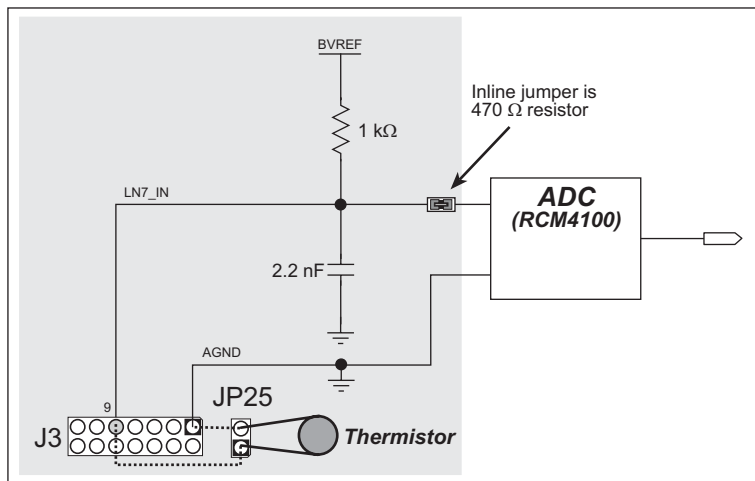 BVREF
Inline jumper is
470 Ω resistor
1 kΩ
LN7_IN
ADC
(RCM4100)
2.2 nF
AGND
9
JP25
J3
Thermistor